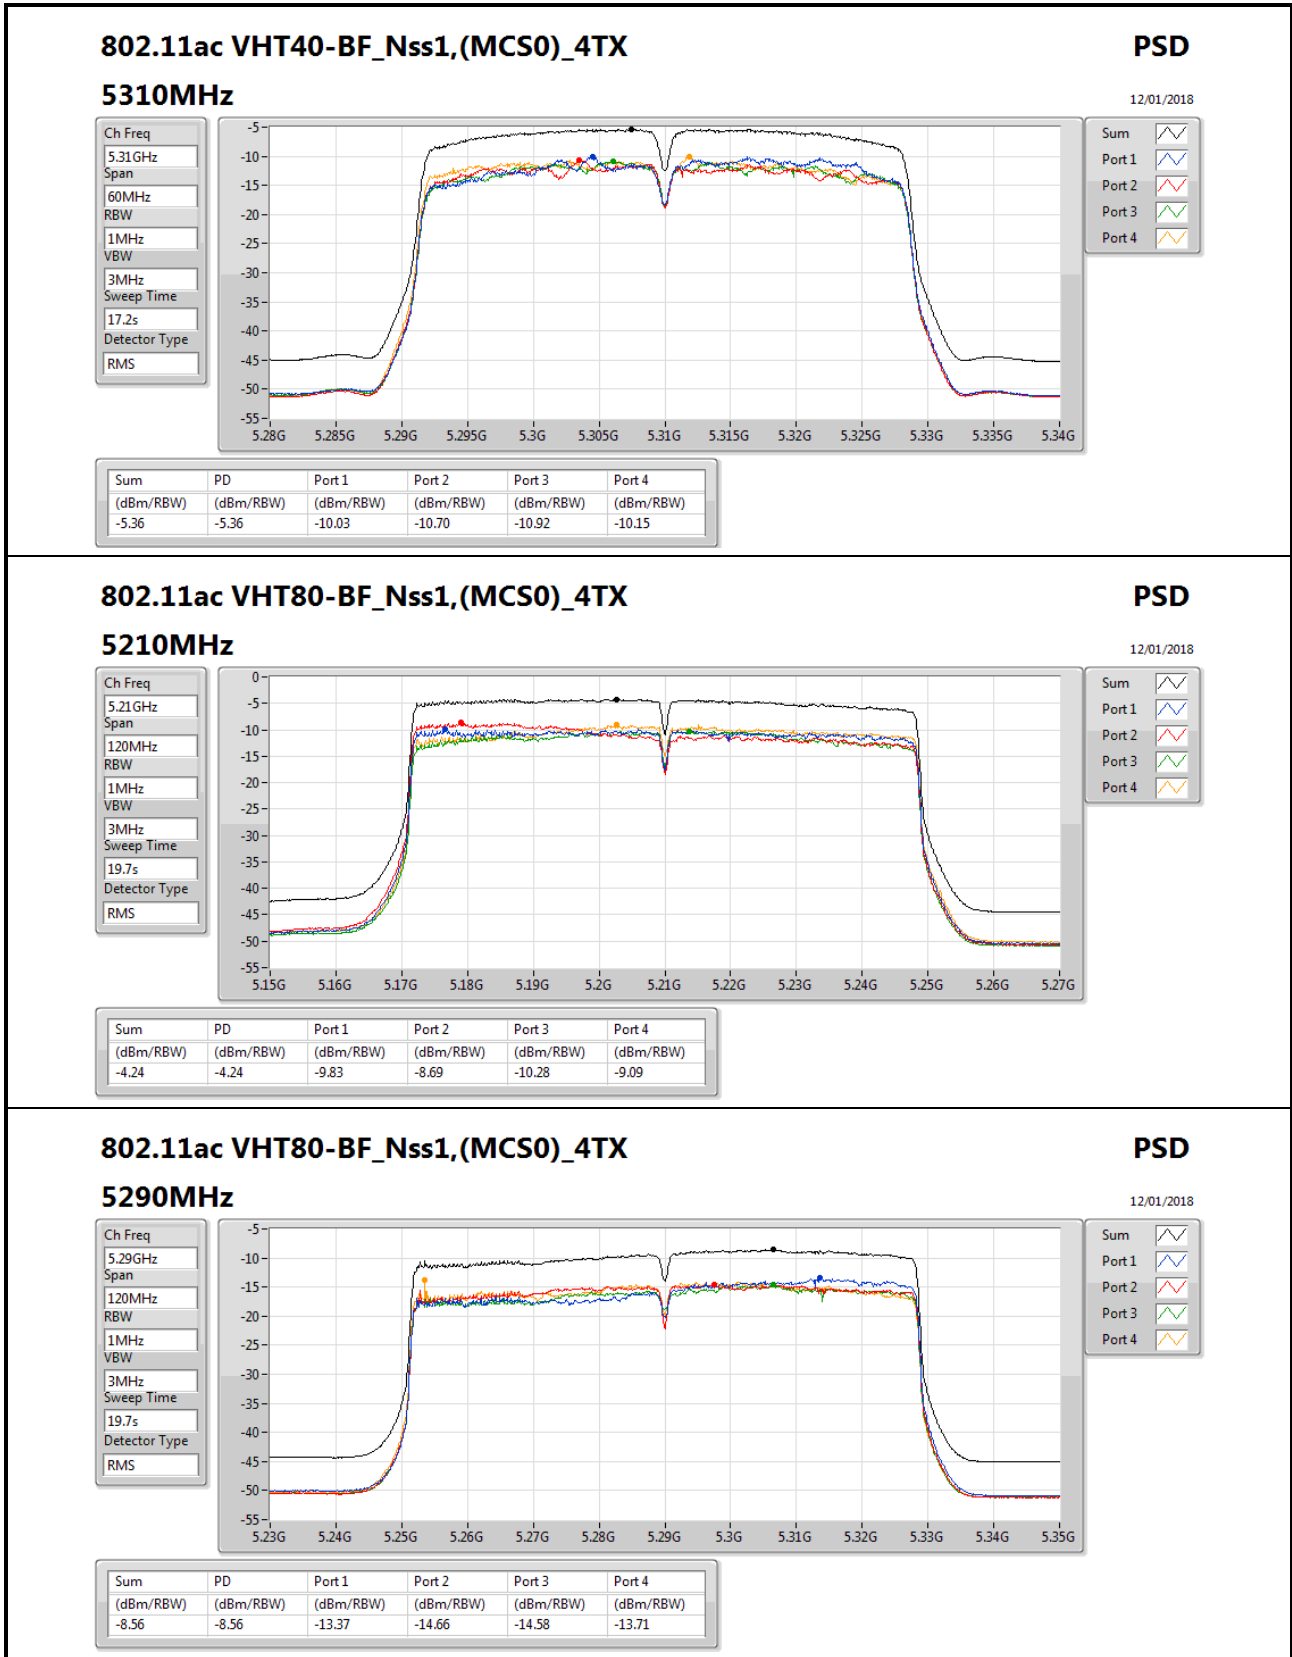 802.11ac VHT40-BF_Nss1,(MCS0)_4TX PSD
5310MHz
12/01/2018
Ch Freq
5.31GHz
Span
60MHz
RBW
1MHz
VBW
3MHz
Sweep Time
17.2s
Detector Type
RMS
-5
-10
-15
-20
-25
-30
-35
-40
-45
-50
-55
5.28G 5.285G 5.29G 5.295G 5.3G 5.305G 5.31G 5.315G 5.32G 5.325G 5.33G 5.335G 5.34G
Sum
Port 1
Port 2
Port 3
Port 4
Sum PD Port 1 Port 2 Port 3 Port 4
(dBm/RBW) (dBm/RBW) (dBm/RBW) (dBm/RBW) (dBm/RBW) (dBm/RBW)
-5.36 -5.36 -10.03 -10.70 -10.92 -10.15
802.11ac VHT80-BF_Nss1,(MCS0)_4TX PSD
5210MHz
12/01/2018
Ch Freq
5.21GHz
Span
120MHz
RBW
1MHz
VBW
3MHz
Sweep Time
19.7s
Detector Type
RMS
0
-5
-10
-15
-20
-25
-30
-35
-40
-45
-50
-55
5.15G 5.16G 5.17G 5.18G 5.19G 5.2G 5.21G 5.22G 5.23G 5.24G 5.25G 5.26G 5.27G
Sum
Port 1
Port 2
Port 3
Port 4
Sum PD Port 1 Port 2 Port 3 Port 4
(dBm/RBW) (dBm/RBW) (dBm/RBW) (dBm/RBW) (dBm/RBW) (dBm/RBW)
-4.24 -4.24 -9.83 -8.69 -10.28 -9.09
802.11ac VHT80-BF_Nss1,(MCS0)_4TX PSD
5290MHz
12/01/2018
Ch Freq
5.29GHz
Span
120MHz
RBW
1MHz
VBW
3MHz
Sweep Time
19.7s
Detector Type
RMS
-5
-10
-15
-20
-25
-30
-35
-40
-45
-50
-55
5.23G 5.24G 5.25G 5.26G 5.27G 5.28G 5.29G 5.3G 5.31G 5.32G 5.33G 5.34G 5.35G
Sum
Port 1
Port 2
Port 3
Port 4
Sum PD Port 1 Port 2 Port 3 Port 4
(dBm/RBW) (dBm/RBW) (dBm/RBW) (dBm/RBW) (dBm/RBW) (dBm/RBW)
-8.56 -8.56 -13.37 -14.66 -14.58 -13.71